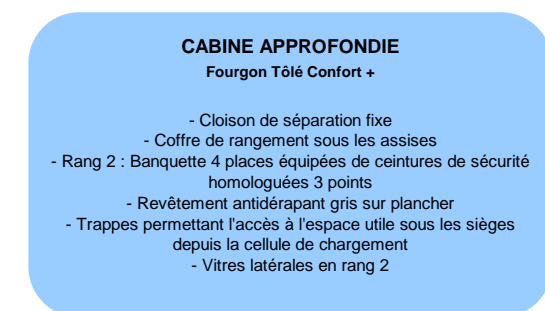 CABINE APPROFONDIE
Fourgon Tôlé Confort +
- Cloison de séparation fixe
- Coffre de rangement sous les assises
- Rang 2 : Banquette 4 places équipées de ceintures de sécurité
homologuées 3 points
- Revêtement antidérapant gris sur plancher
- Trappes permettant l'accès à l'espace utile sous les sièges
depuis la cellule de chargement
- Vitres latérales en rang 2